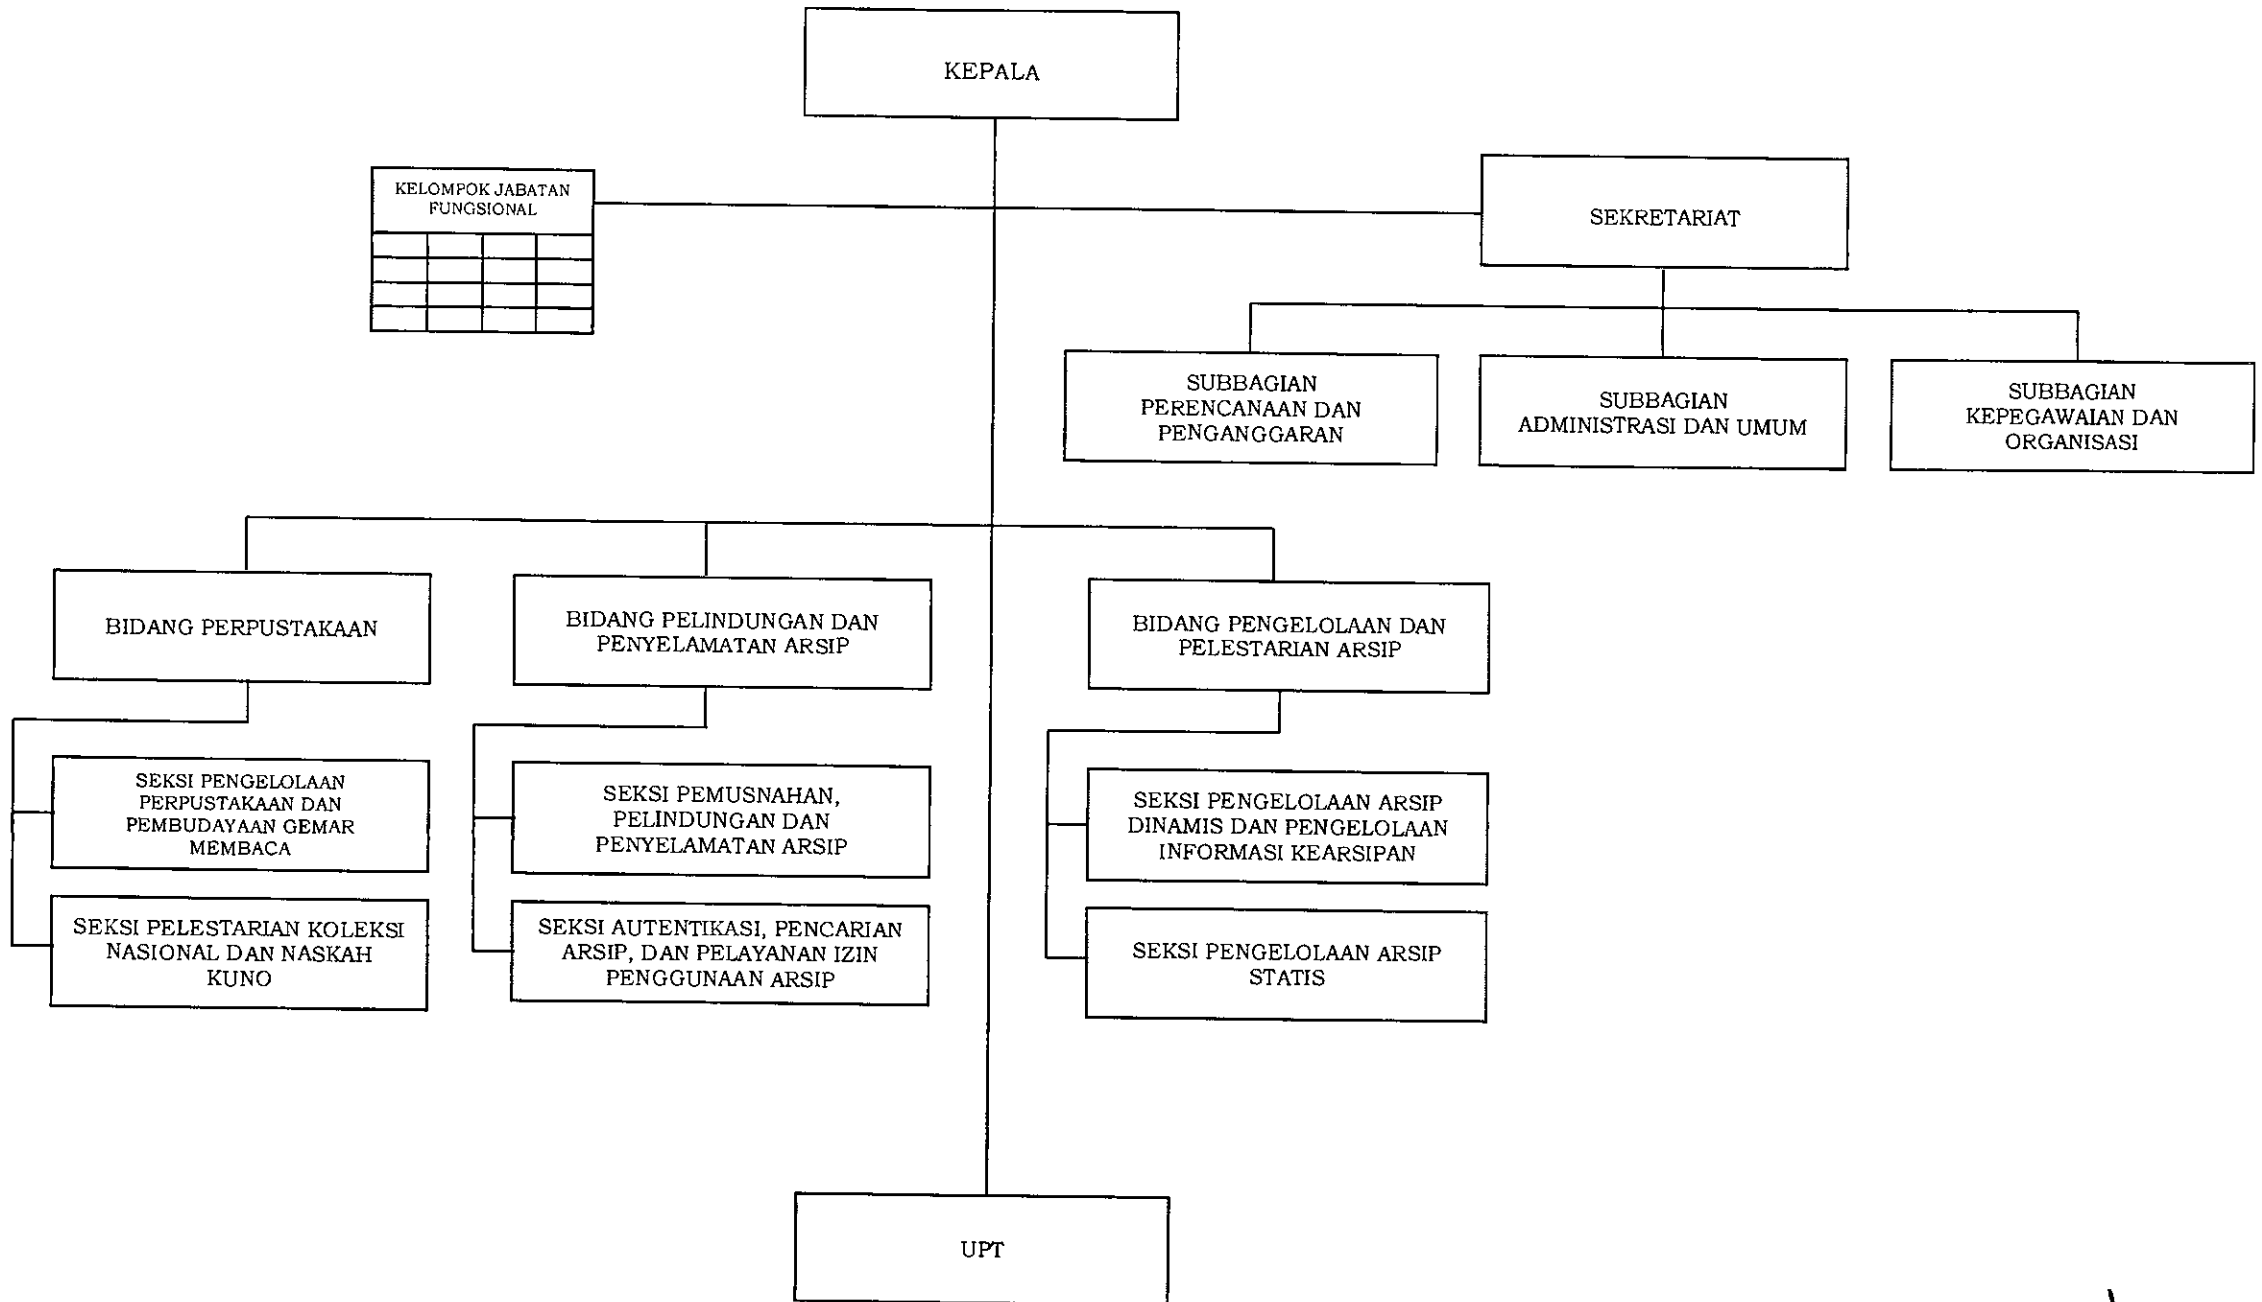 KEPALA
KELOMPOK JABATAN
FUNGSIONAL
SEKRETARIAT
SUBBAGIAN
PERENCANAAN DAN
PENGANGGARAN
SUBBAGIAN
ADMINISTRASI DAN UMUM
SUBBAGIAN
KEPEGAWAIAN DAN
ORGANISASI
BIDANG PERPUSTAKAAN
BIDANG PELINDUNGAN DAN
PENYELAMATAN ARSIP
BIDANG PENGELOLAAN DAN
PELESTARIAN ARSIP
SEKSI PENGELOLAAN
PERPUSTAKAAN DAN
PEMBUDAYAAN GEMAR
MEMBACA
SEKSI PEMUSNAHAN,
PELINDUNGAN DAN
PENYELAMATAN ARSIP
SEKSI PENGELOLAAN ARSIP
DINAMIS DAN PENGELOLAAN
INFORMASI KEARSIPAN
SEKSI PELESTARIAN KOLEKSI
NASIONAL DAN NASKAH
KUNO
SEKSI AUTENTIKASI, PENCARIAN
ARSIP, DAN PELAYANAN IZIN
PENGGUNAAN ARSIP
SEKSI PENGELOLAAN ARSIP
STATIS
UPT